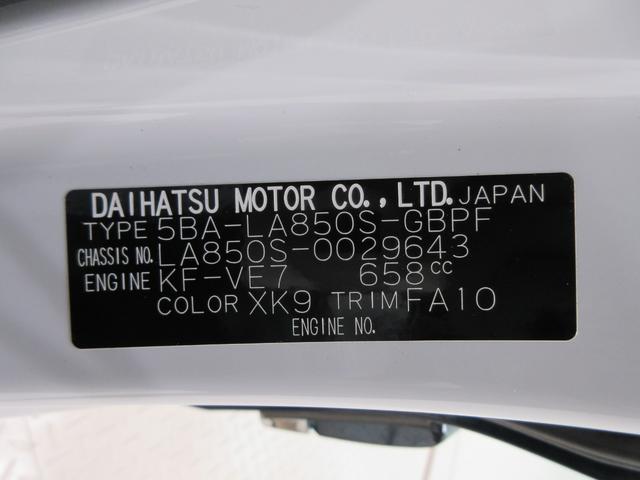 DAIHATSU MOTOR CO., LTD. JAPAN
TYPE 5BA-LA850S-GBPF
CHASSIS NO. LA850S-0029643
ENGINE KF-VE7 658cc
COLOR XK9 TRIM FA10
ENGINE NO.